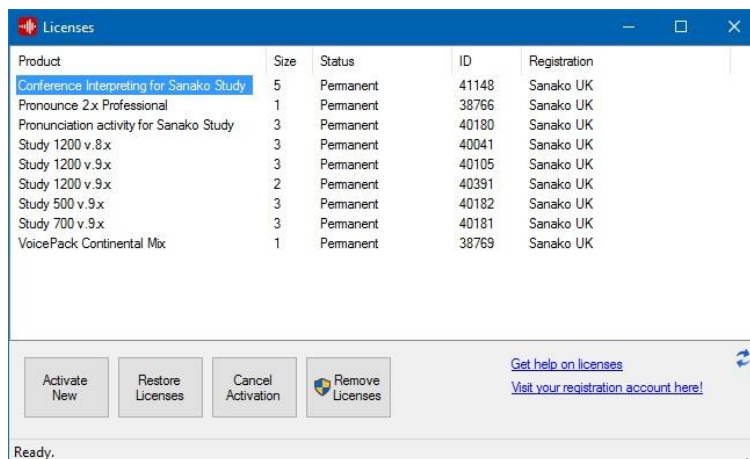 Licenses
Product Size Status ID Registration
Conference Interpreting for Sanako Study 5 Permanent 41148 Sanako UK
Pronounce 2.x Professional 1 Permanent 38766 Sanako UK
Pronunciation activity for Sanako Study 3 Permanent 40180 Sanako UK
Study 1200 v.8.x 3 Permanent 40041 Sanako UK
Study 1200 v.9.x 3 Permanent 40105 Sanako UK
Study 1200 v.9.x 2 Permanent 40391 Sanako UK
Study 500 v.9.x 3 Permanent 40182 Sanako UK
Study 700 v.9.x 3 Permanent 40181 Sanako UK
VoicePack Continental Mix 1 Permanent 38769 Sanako UK
Activate
New
Restore
Licenses
Cancel
Activation
Remove
Licenses
Get help on licenses
Visit your registration account here!
Ready.